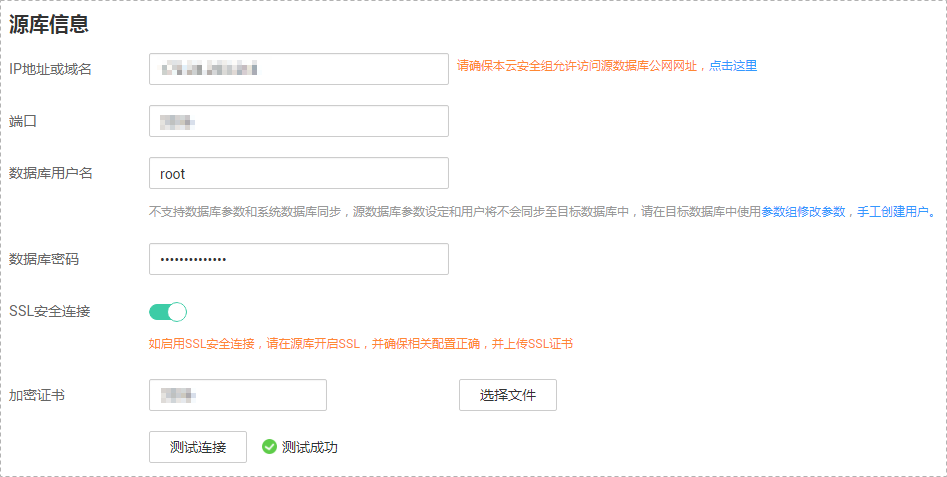 源库信息
IP地址或域名
请确保本云安全组允许访问源数据库公网网址，点击这里
端口
数据库用户名
root
不支持数据库参数和系统数据库同步，源数据库参数设定和用户将不会同步至目标数据库中，请在目标数据库中使用参数组修改参数，手工创建用户。
数据库密码
••••••••••••••
SSL安全连接
如启用SSL安全连接，请在源库开启SSL，并确保相关配置正确，并上传SSL证书
加密证书
选择文件
测试连接
测试成功